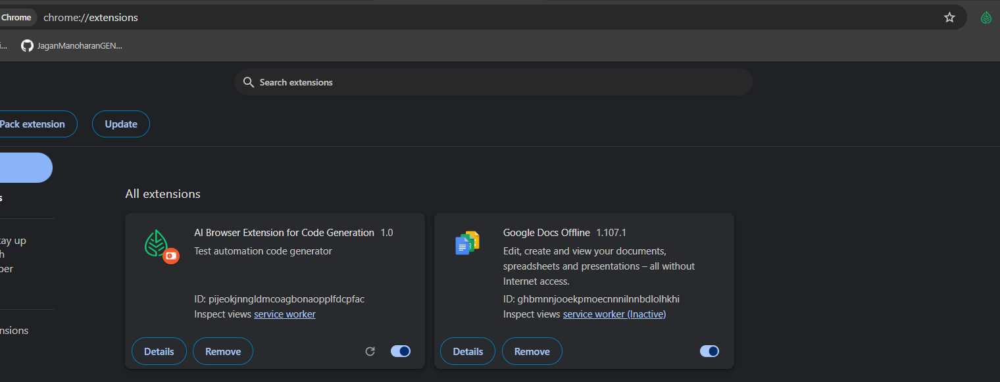 Chrome chrome://extensions
i... JaganManoharanGEN...
Search extensions
Pack extension Update
s
tay up
h
per
nsions
All extensions
AI Browser Extension for Code Generation 1.0
Test automation code generator
ID: pijeokjnngldmcoagbonaopplfdcpfac
Inspect views service worker
Details Remove
Google Docs Offline 1.107.1
Edit, create and view your documents,
spreadsheets and presentations – all without
Internet access.
ID: ghbmnnjooekpmoecnnnilnnbdlolhkhi
Inspect views service worker (Inactive)
Details Remove